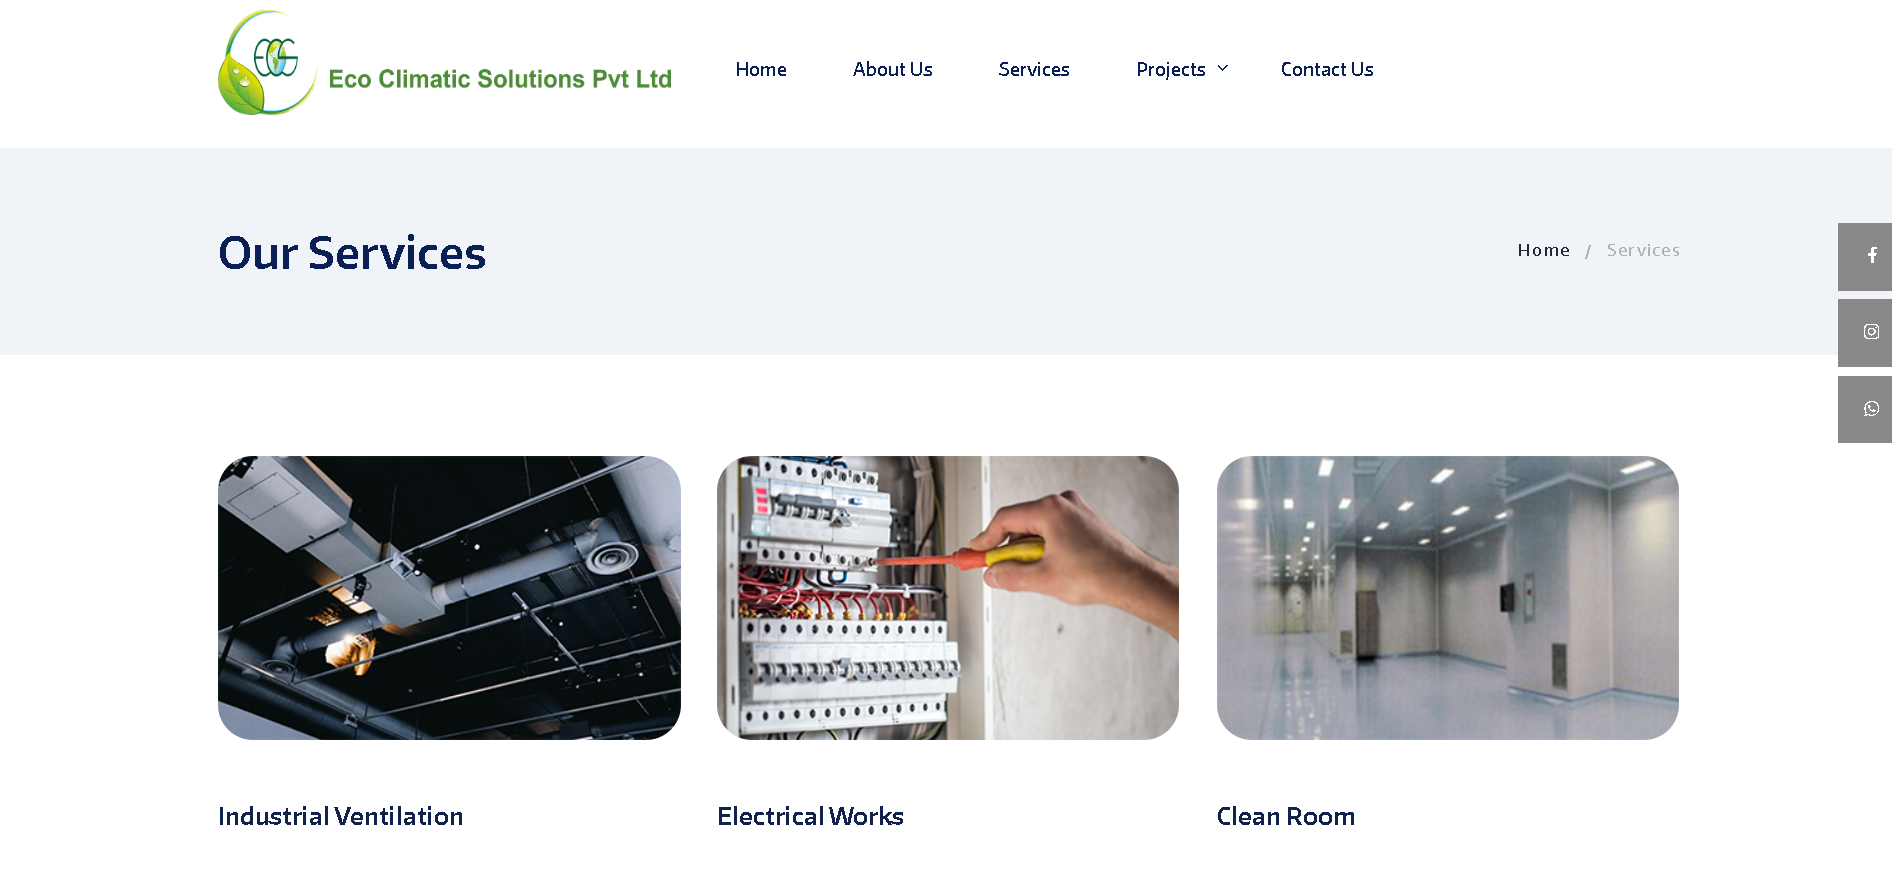 ECS
Eco Climatic Solutions Pvt Ltd
Home
About Us
Services
Projects
Contact Us
Our Services
Home / Services
Industrial Ventilation
Electrical Works
Clean Room